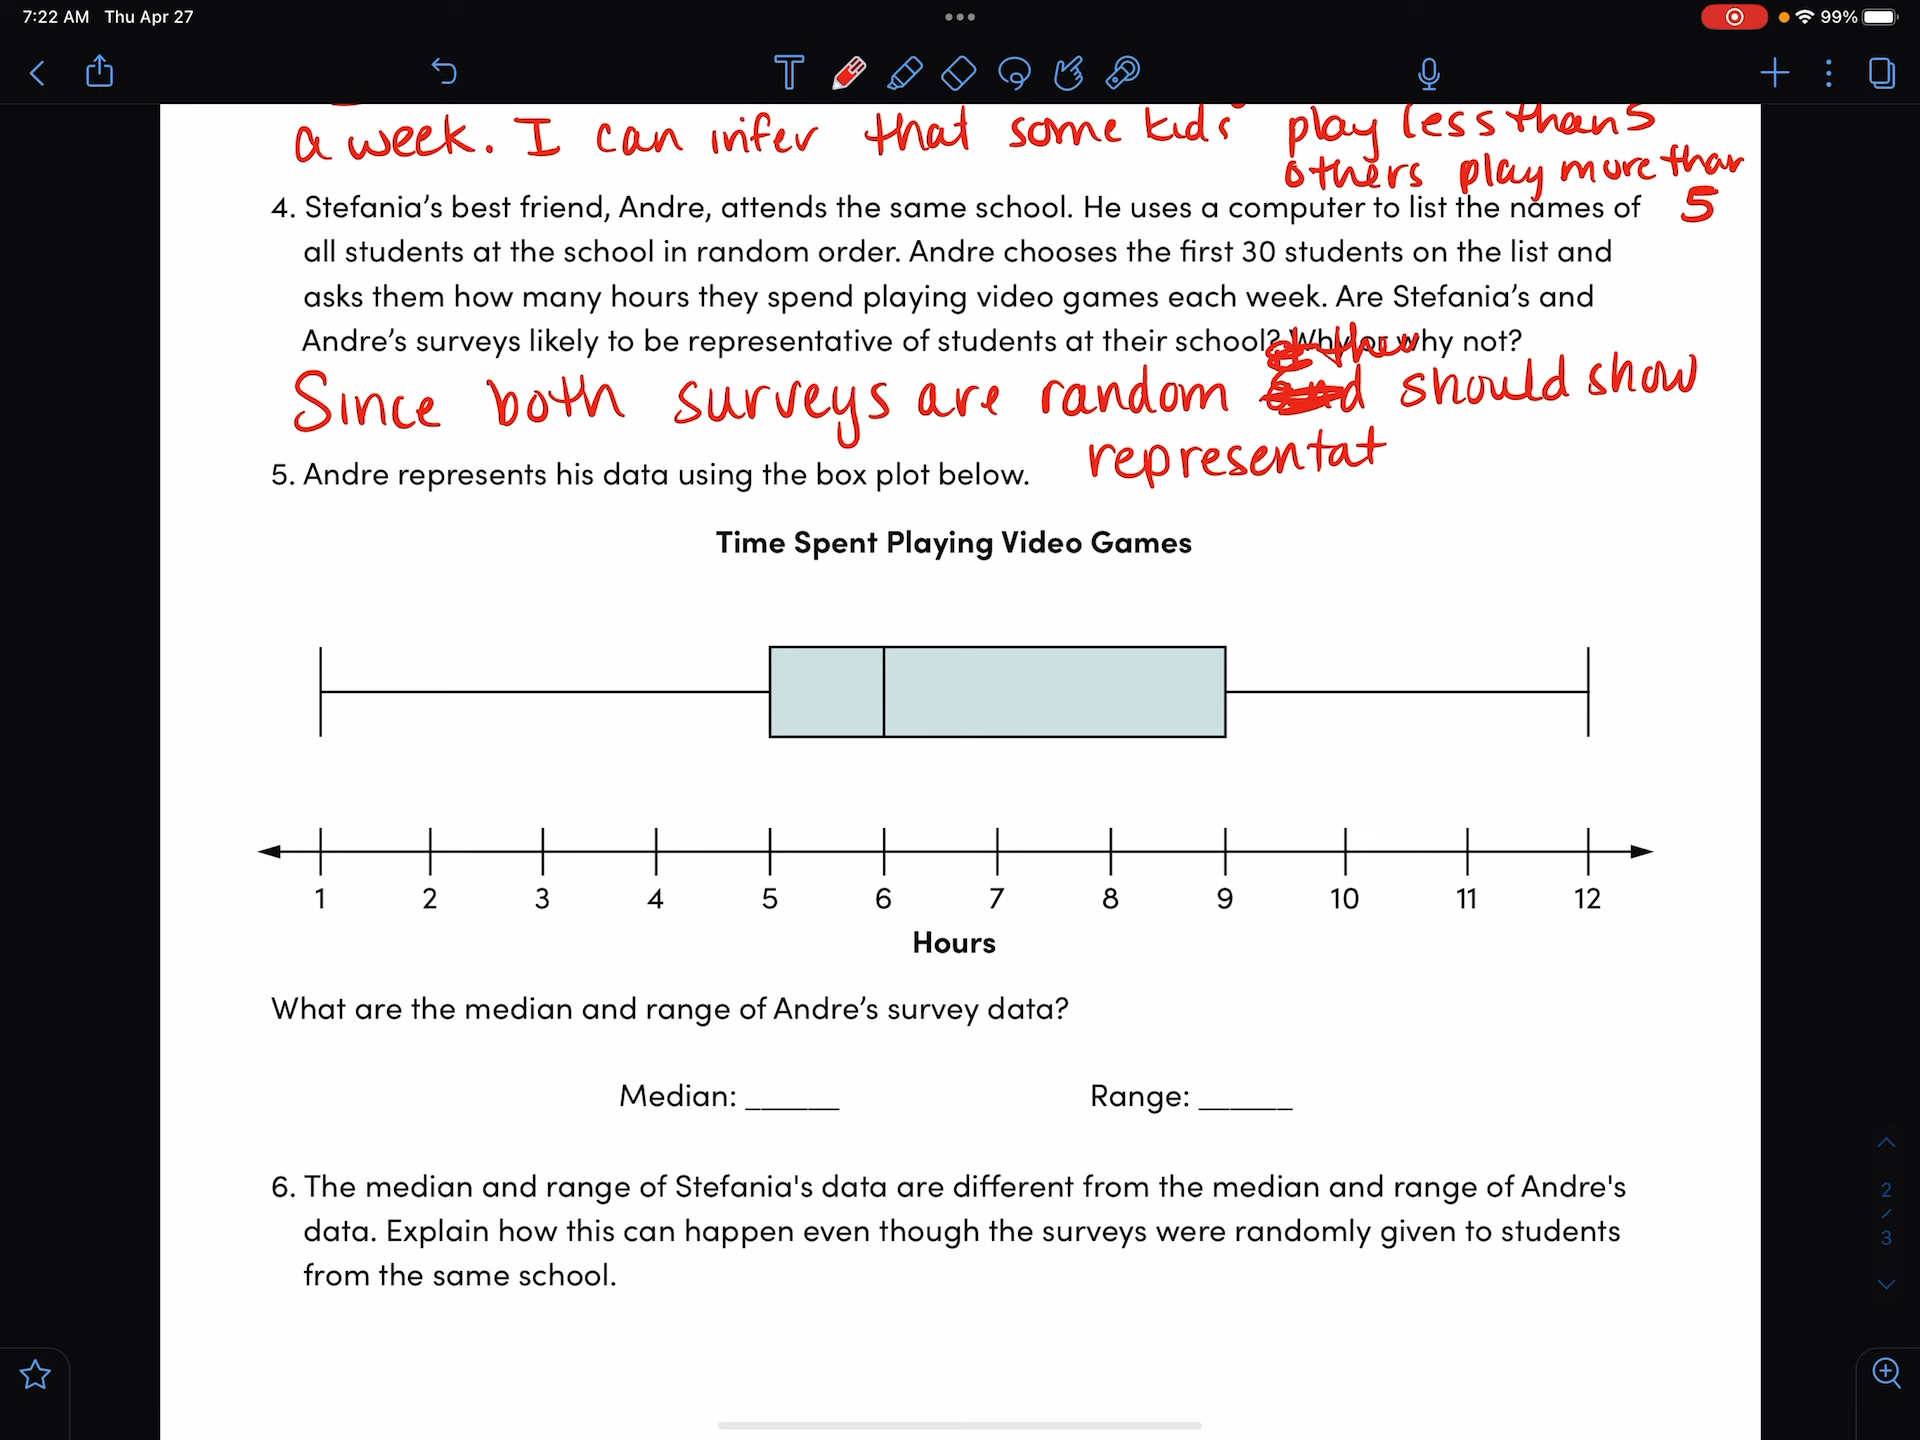 7:22 AM Thu Apr 27
99%
a week. I can infer that some kids play less than 5
others play more than
5
4. Stefania's best friend, Andre, attends the same school. He uses a computer to list the names of
all students at the school in random order. Andre chooses the first 30 students on the list and
asks them how many hours they spend playing video games each week. Are Stefania's and
Andre's surveys likely to be representative of students at their school? Why or why not?
Since both surveys are random they should show
representat
5. Andre represents his data using the box plot below.
Time Spent Playing Video Games
1 2 3 4 5 6 7 8 9 10 11 12
Hours
What are the median and range of Andre's survey data?
Median: ______ Range: ______
6. The median and range of Stefania's data are different from the median and range of Andre's
data. Explain how this can happen even though the surveys were randomly given to students
from the same school.
2
/
3